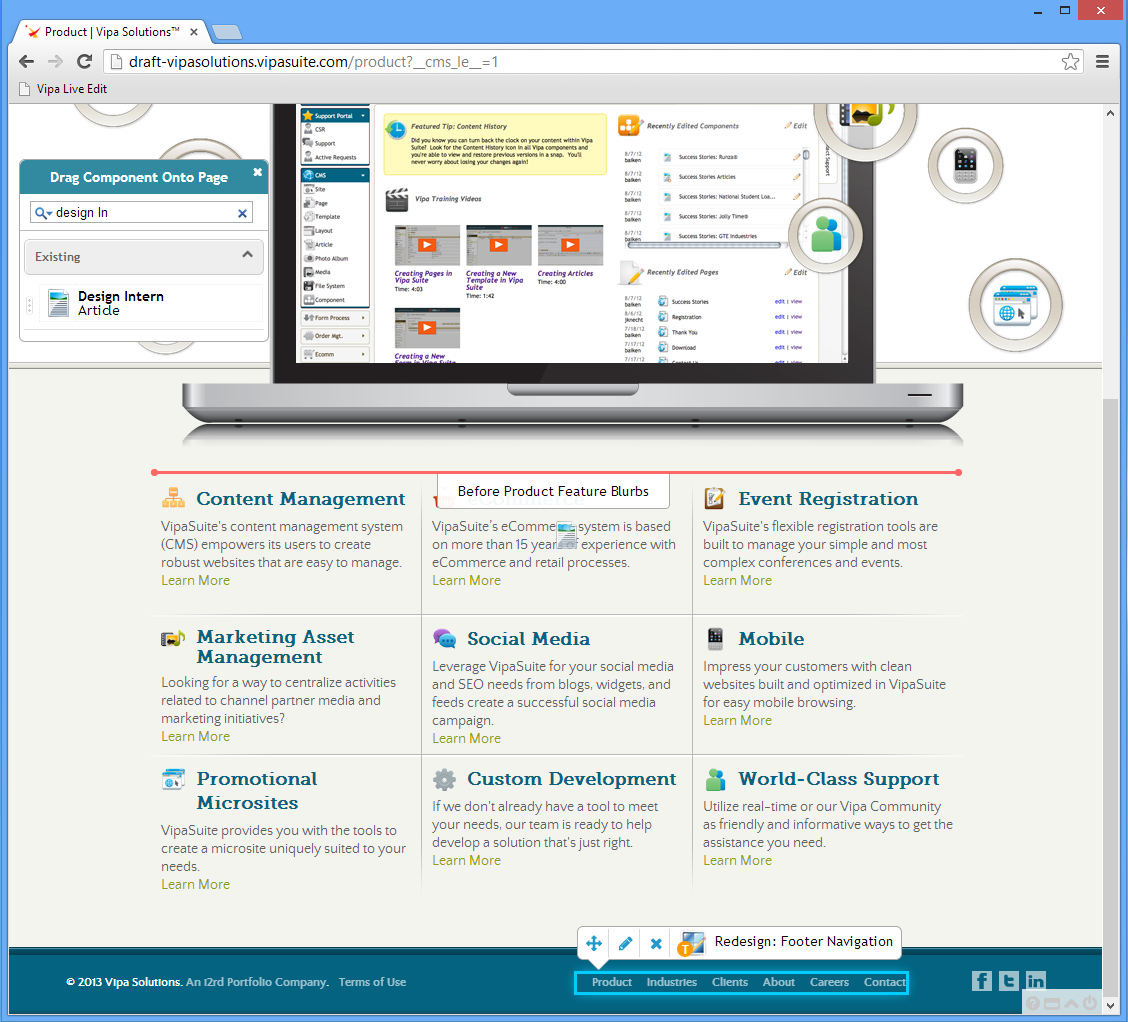 Product | Vipa Solutions™
draft-vipasolutions.vipasuite.com/product?__cms_le__=1
Vipa Live Edit
Drag Component Onto Page
design In
Existing
Design Intern
Article
Support Portal
CSR
Support
Active Requests
CMS
Site
Page
Template
Layout
Article
Photo Album
Media
File System
Component
Form Process
Order Mgt.
Ecomm
Featured Tip: Content History
Did you know you can turn back the clock on your content within Vipa
Suite? Look for the Content History icon in all Vipa components and
you're able to view and restore previous versions in a snap. You'll
never worry about losing your changes again!
Vipa Training Videos
Creating Pages in
Vipa Suite
Time: 4:03
Creating a New
Template in Vipa
Suite
Time: 1:42
Creating Articles
Time: 4:00
Creating a New
Form in Vipa Suite
Recently Edited Components
Edit
8/7/12
balken
Success Stories: Runza®
8/7/12
balken
Success Stories Articles
8/7/12
balken
Success Stories: National Student Loa...
8/7/12
balken
Success Stories: Jolly Time®
8/7/12
balken
Success Stories: GTE Industries
Recently Edited Pages
Edit
8/7/12
balken
Success Stories
edit | view
8/6/12
jknecht
Registration
edit | view
7/18/12
balken
Thank You
edit | view
7/17/12
balken
Download
edit | view
7/17/12
Contact Us
Before Product Feature Blurbs
Content Management
VipaSuite's content management system
(CMS) empowers its users to create
robust websites that are easy to manage.
Learn More
VipaSuite's eCommerce system is based
on more than 15 years of experience with
eCommerce and retail processes.
Learn More
Event Registration
VipaSuite's flexible registration tools are
built to manage your simple and most
complex conferences and events.
Learn More
Marketing Asset
Management
Looking for a way to centralize activities
related to channel partner media and
marketing initiatives?
Learn More
Social Media
Leverage VipaSuite for your social media
and SEO needs from blogs, widgets, and
feeds create a successful social media
campaign.
Learn More
Mobile
Impress your customers with clean
websites built and optimized in VipaSuite
for easy mobile browsing.
Learn More
Promotional
Microsites
VipaSuite provides you with the tools to
create a microsite uniquely suited to your
needs.
Learn More
Custom Development
If we don't already have a tool to meet
your needs, our team is ready to help
develop a solution that's just right.
Learn More
World-Class Support
Utilize real-time or our Vipa Community
as friendly and informative ways to get the
assistance you need.
Learn More
T
Redesign: Footer Navigation
© 2013 Vipa Solutions. An i2rd Portfolio Company. Terms of Use
Product Industries Clients About Careers Contact
f t in